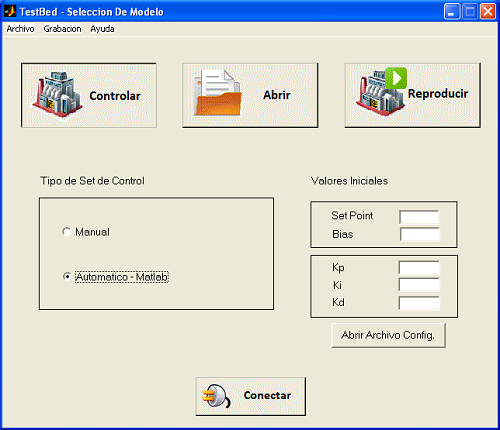 TestBed - Seleccion De Modelo
Archivo Grabacion Ayuda
Controlar Abrir Reproducir
Tipo de Set de Control
Valores Iniciales
Manual
Automatico - Matlab
Set Point
Bias
Kp
Ki
Kd
Abrir Archivo Config.
Conectar